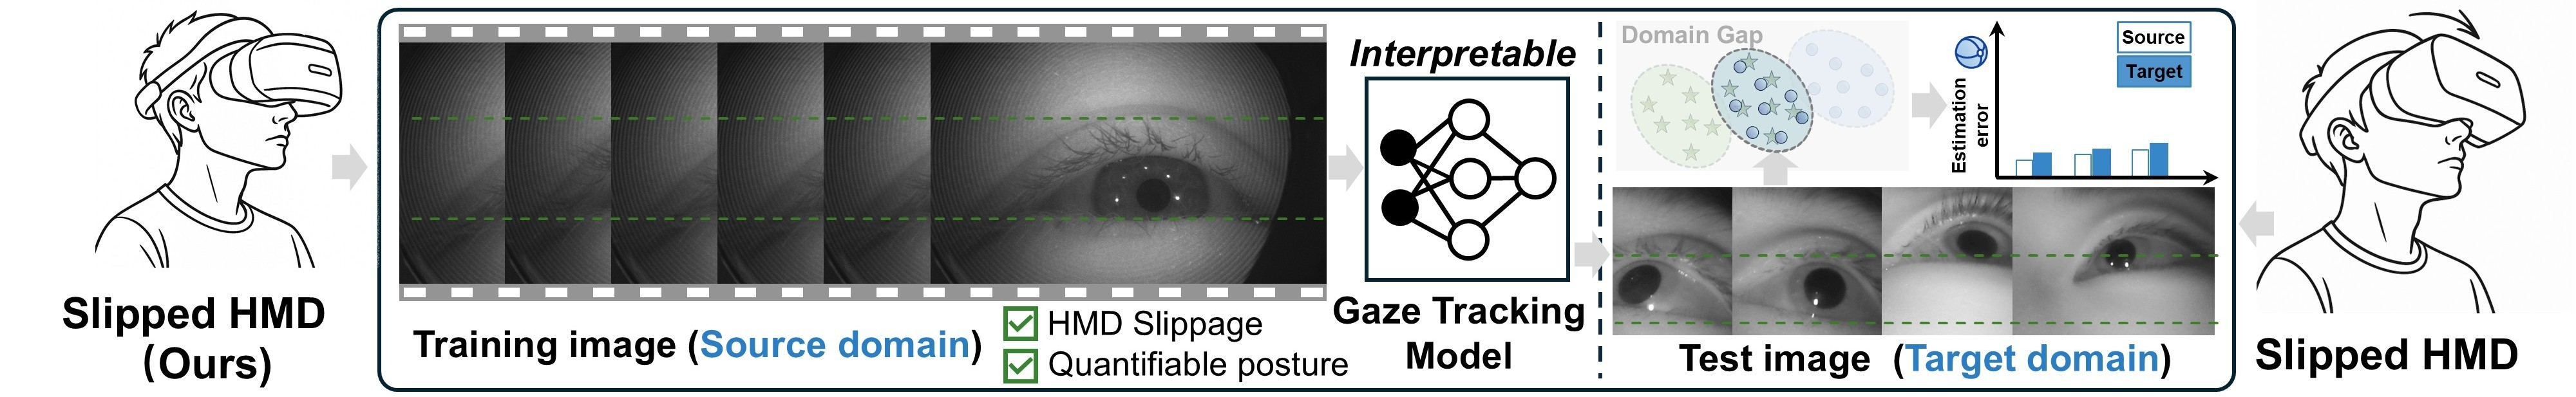 Slipped HMD
(Ours)
Training image (Source domain)
HMD Slippage
Quantifiable posture
Interpretable
Gaze Tracking
Model
Domain Gap
Estimation
error
Source
Target
Test image (Target domain)
Slipped HMD